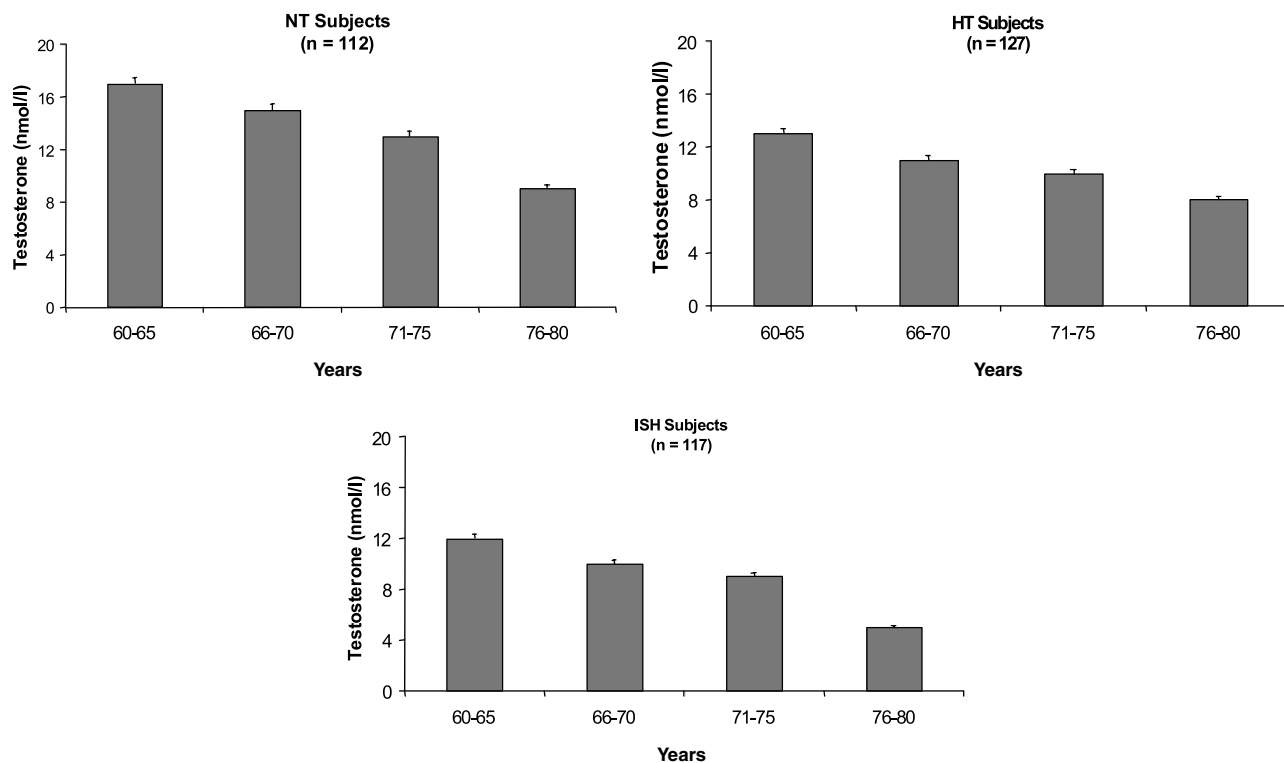 NT Subjects
(n = 112)
Testosterone (nmol/l)
20
16
12
8
4
0
60-65 66-70 71-75 76-80
Years
HT Subjects
(n = 127)
Testosterone (nmol/l)
20
16
12
8
4
0
60-65 66-70 71-75 76-80
Years
ISH Subjects
(n = 117)
Testosterone (nmol/l)
20
16
12
8
4
0
60-65 66-70 71-75 76-80
Years